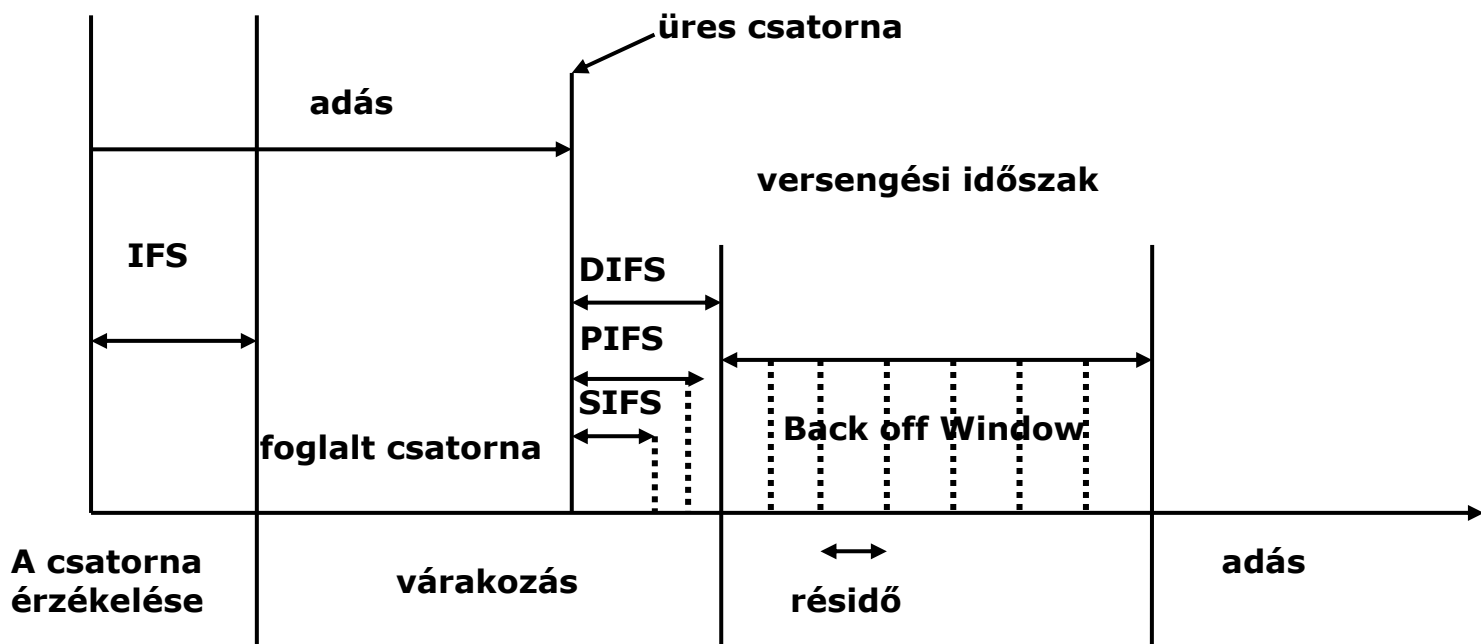 üres csatorna
adás
versengési időszak
IFS
DIFS
PIFS
SIFS
foglalt csatorna
Back off Window
A csatorna
érzékelése
várakozás
résidő
adás